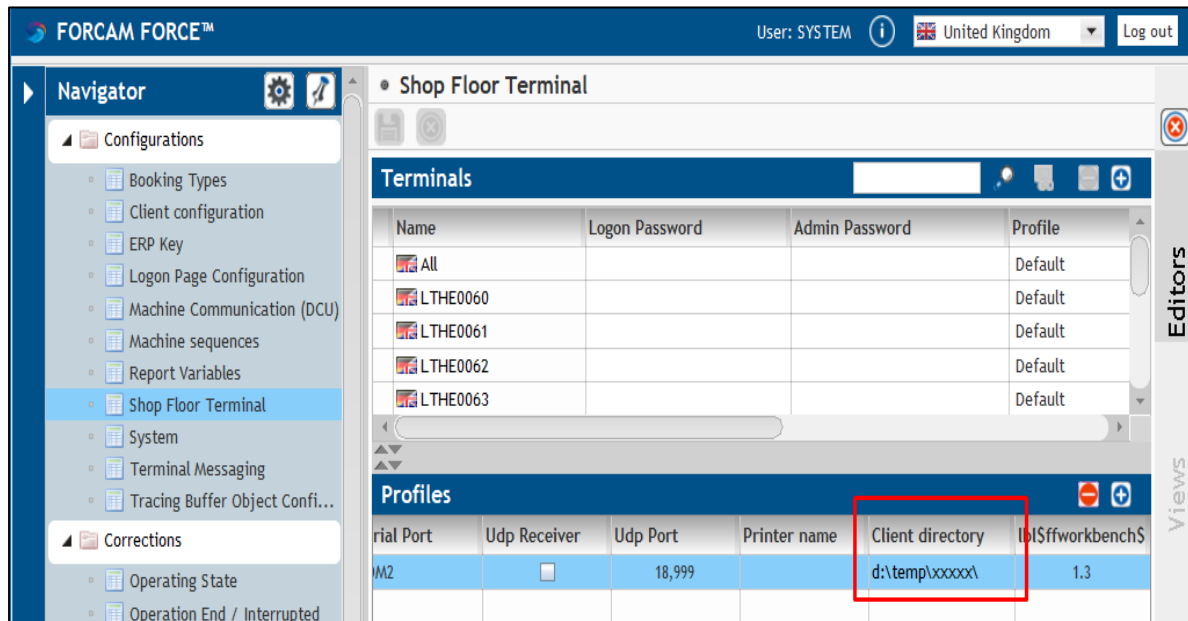 FORCAM FORCE™ User: SYSTEM United Kingdom Log out
Navigator
Configurations
Booking Types
Client configuration
ERP Key
Logon Page Configuration
Machine Communication (DCU)
Machine sequences
Report Variables
Shop Floor Terminal
System
Terminal Messaging
Tracing Buffer Object Confi...
Corrections
Operating State
Operation End / Interrupted
Shop Floor Terminal
Terminals
Name Logon Password Admin Password Profile
All Default
LTHE0060 Default
LTHE0061 Default
LTHE0062 Default
LTHE0063 Default
Profiles
rial Port Udp Receiver Udp Port Printer name Client directory lbl$ffworkbench$
M2 18,999 d:\temp\xxxxx\ 1.3
Editors
Views